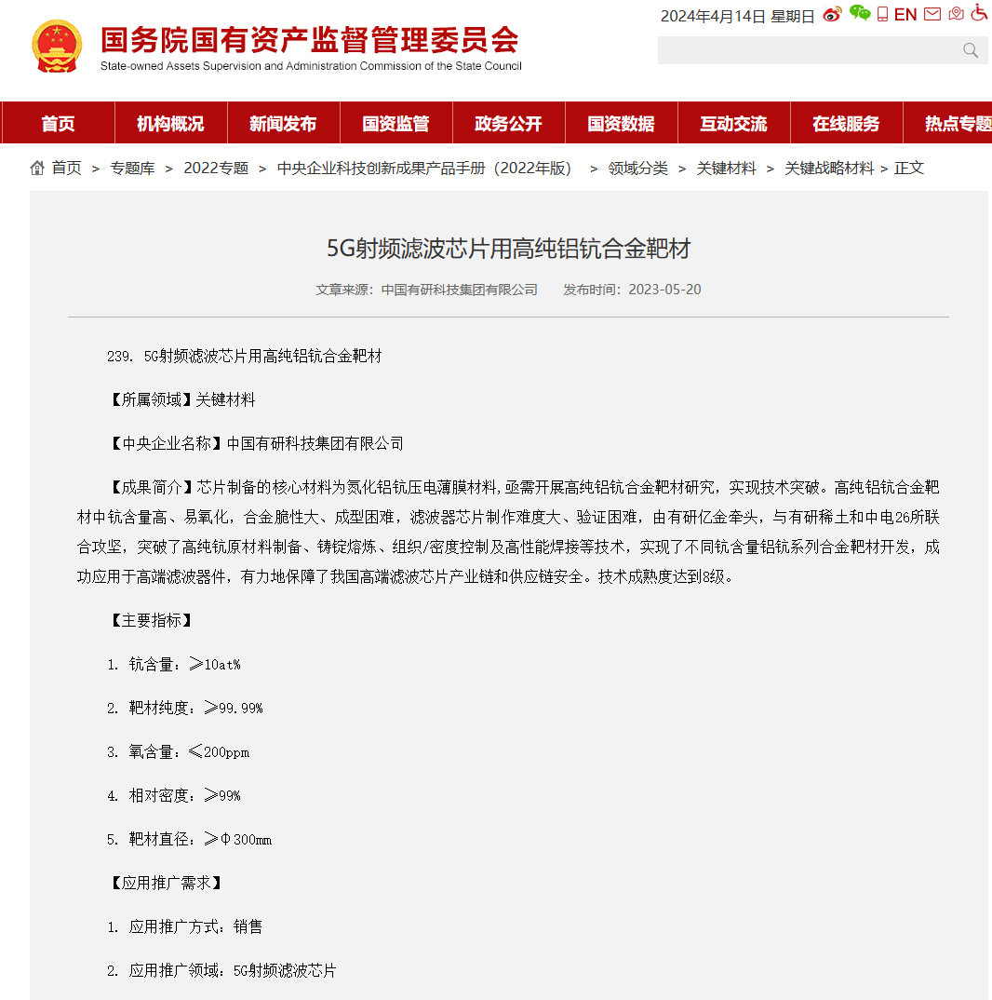 2024年4月14日 星期日 EN
国务院国有资产监督管理委员会
State-owned Assets Supervision and Administration Commission of the State Council
首页 机构概况 新闻发布 国资监管 政务公开 国资数据 互动交流 在线服务 热点专题
首页 > 专题库 > 2022专题 > 中央企业科技创新成果产品手册（2022年版） > 领域分类 > 关键材料 > 关键战略材料 > 正文
5G射频滤波芯片用高纯铝钪合金靶材
文章来源：中国有研科技集团有限公司 发布时间：2023-05-20
239. 5G射频滤波芯片用高纯铝钪合金靶材
【所属领域】关键材料
【中央企业名称】中国有研科技集团有限公司
【成果简介】芯片制备的核心材料为氮化铝钪压电薄膜材料,亟需开展高纯铝钪合金靶材研究，实现技术突破。高纯铝钪合金靶
材中钪含量高、易氧化，合金脆性大、成型困难，滤波器芯片制作难度大、验证困难，由有研亿金牵头，与有研稀土和中电26所联
合攻坚，突破了高纯钪原材料制备、铸锭熔炼、组织/密度控制及高性能焊接等技术，实现了不同钪含量铝钪系列合金靶材开发，成
功应用于高端滤波器件，有力地保障了我国高端滤波芯片产业链和供应链安全。技术成熟度达到8级。
【主要指标】
1. 钪含量：≥10at%
2. 靶材纯度：≥99.99%
3. 氧含量：≤200ppm
4. 相对密度：≥99%
5. 靶材直径：≥Φ300mm
【应用推广需求】
1. 应用推广方式：销售
2. 应用推广领域：5G射频滤波芯片